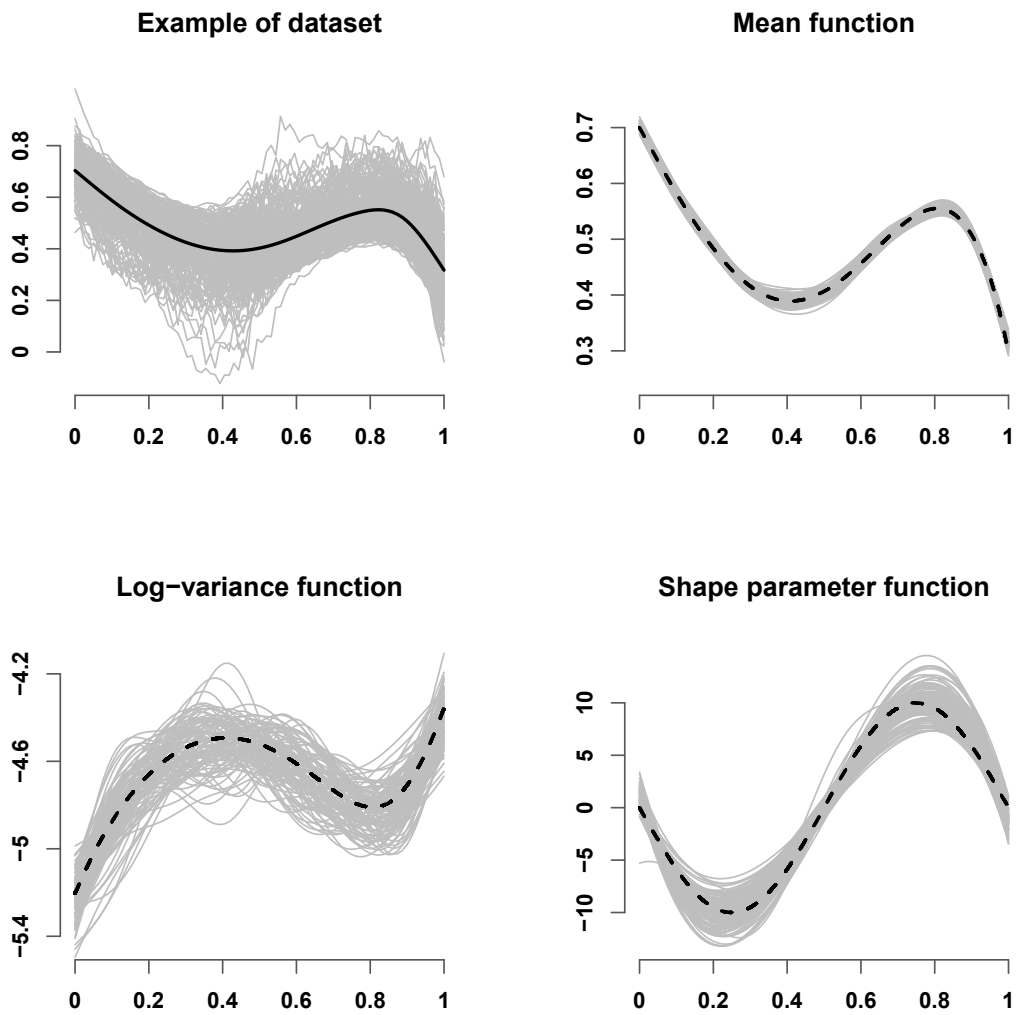 Example of dataset
0.8
0.6
0.4
0.2
0
0 0.2 0.4 0.6 0.8 1
Mean function
0.7
0.6
0.5
0.4
0.3
0 0.2 0.4 0.6 0.8 1
Log−variance function
−4.2
−4.6
−5
−5.4
0 0.2 0.4 0.6 0.8 1
Shape parameter function
10
5
0
−5
−10
0 0.2 0.4 0.6 0.8 1